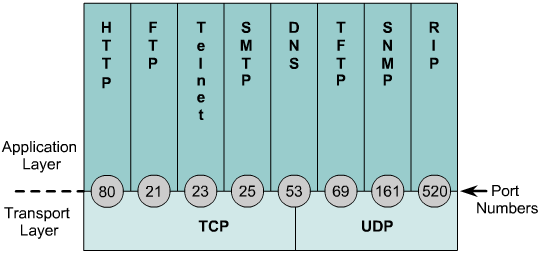 HTTP
FTP
Telnet
SMTP
DNS
TFTP
SNMP
RIP
Application
Layer
80
21
23
25
53
69
161
520
Port
Numbers
Transport
Layer
TCP
UDP